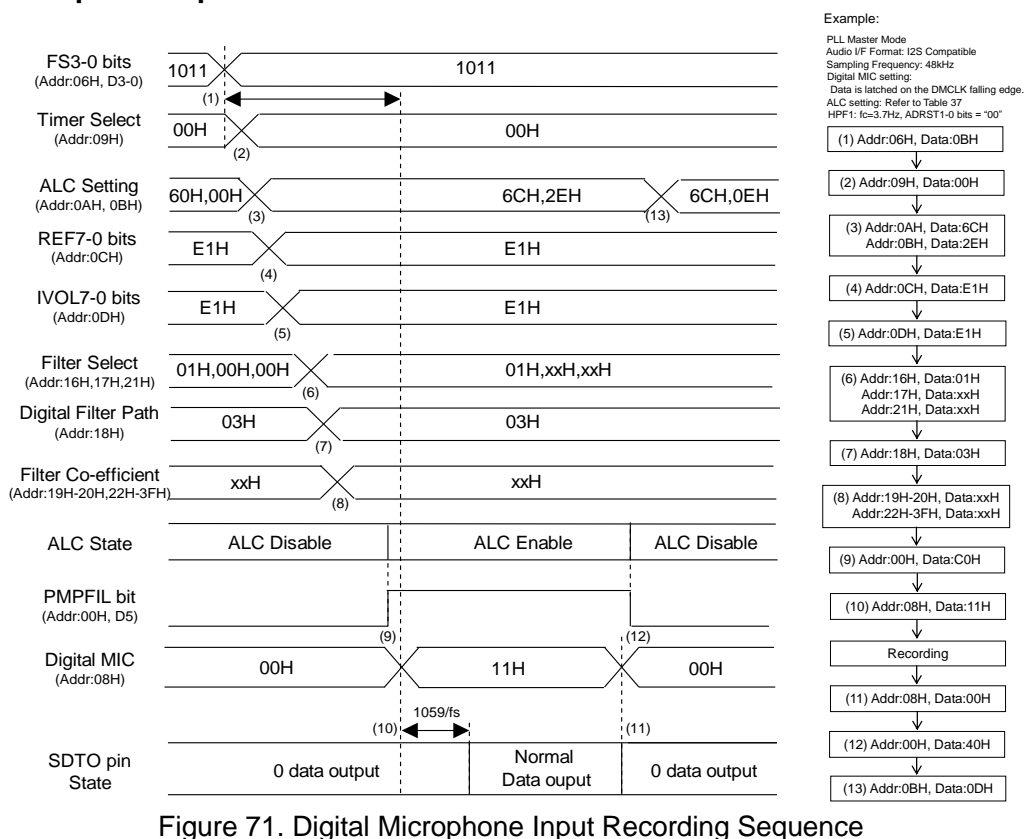 Example:
PLL Master Mode
Audio I/F Format: I2S Compatible
Sampling Frequency: 48kHz
Digital MIC setting:
Data is latched on the DMCLK falling edge.
ALC setting: Refer to Table 37
HPF1: fc=3.7Hz, ADRST1-0 bits = “00”
FS3-0 bits
(Addr:06H, D3-0)
1011
1011
(1)
Timer Select
(Addr:09H)
00H
00H
(2)
ALC Setting
(Addr:0AH, 0BH)
60H,00H
6CH,2EH
6CH,0EH
(3)
(13)
REF7-0 bits
(Addr:0CH)
E1H
E1H
(4)
IVOL7-0 bits
(Addr:0DH)
E1H
E1H
(5)
Filter Select
(Addr:16H,17H,21H)
01H,00H,00H
01H,xxH,xxH
(6)
Digital Filter Path
(Addr:18H)
03H
03H
(7)
Filter Co-efficient
(Addr:19H-20H,22H-3FH)
xxH
xxH
(8)
ALC State
ALC Disable
ALC Enable
ALC Disable
PMPFIL bit
(Addr:00H, D5)
(9)
(12)
Digital MIC
(Addr:08H)
00H
11H
00H
1059/fs
(10)
(11)
SDTO pin
State
0 data output
Normal
Data ouput
0 data output
(1) Addr:06H, Data:0BH
(2) Addr:09H, Data:00H
(3) Addr:0AH, Data:6CH
Addr:0BH, Data:2EH
(4) Addr:0CH, Data:E1H
(5) Addr:0DH, Data:E1H
(6) Addr:16H, Data:01H
Addr:17H, Data:xxH
Addr:21H, Data:xxH
(7) Addr:18H, Data:03H
(8) Addr:19H-20H, Data:xxH
Addr:22H-3FH, Data:xxH
(9) Addr:00H, Data:C0H
(10) Addr:08H, Data:11H
Recording
(11) Addr:08H, Data:00H
(12) Addr:00H, Data:40H
(13) Addr:0BH, Data:0DH
Figure 71. Digital Microphone Input Recording Sequence